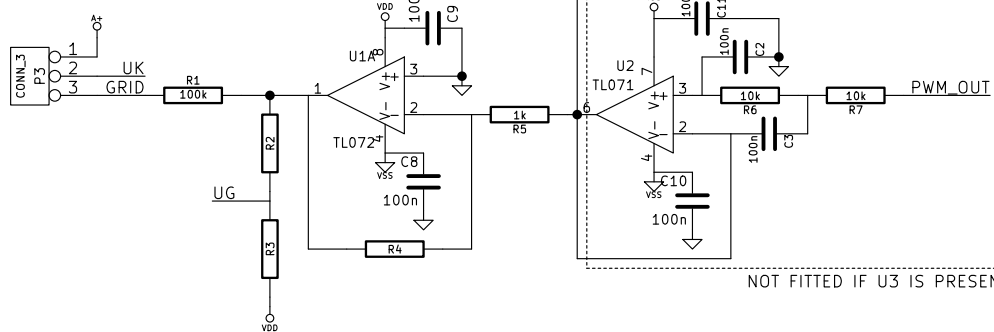 A+
CONN_3
P3
1
2
3
UK
GRID
R1
100k
R2
UG
R3
VDD
VDD
C9
U1A
8
V+
+
3
1
V-
-
2
TL072
4
VSS
C8
100n
R4
1k
R5
C11
100n
C2
U2
TL071
7
V+
+
3
6
V-
-
2
4
VSS
C10
100n
10k
R6
10k
R7
PWM_OUT
100n
C3
NOT FITTED IF U3 IS PRESEN